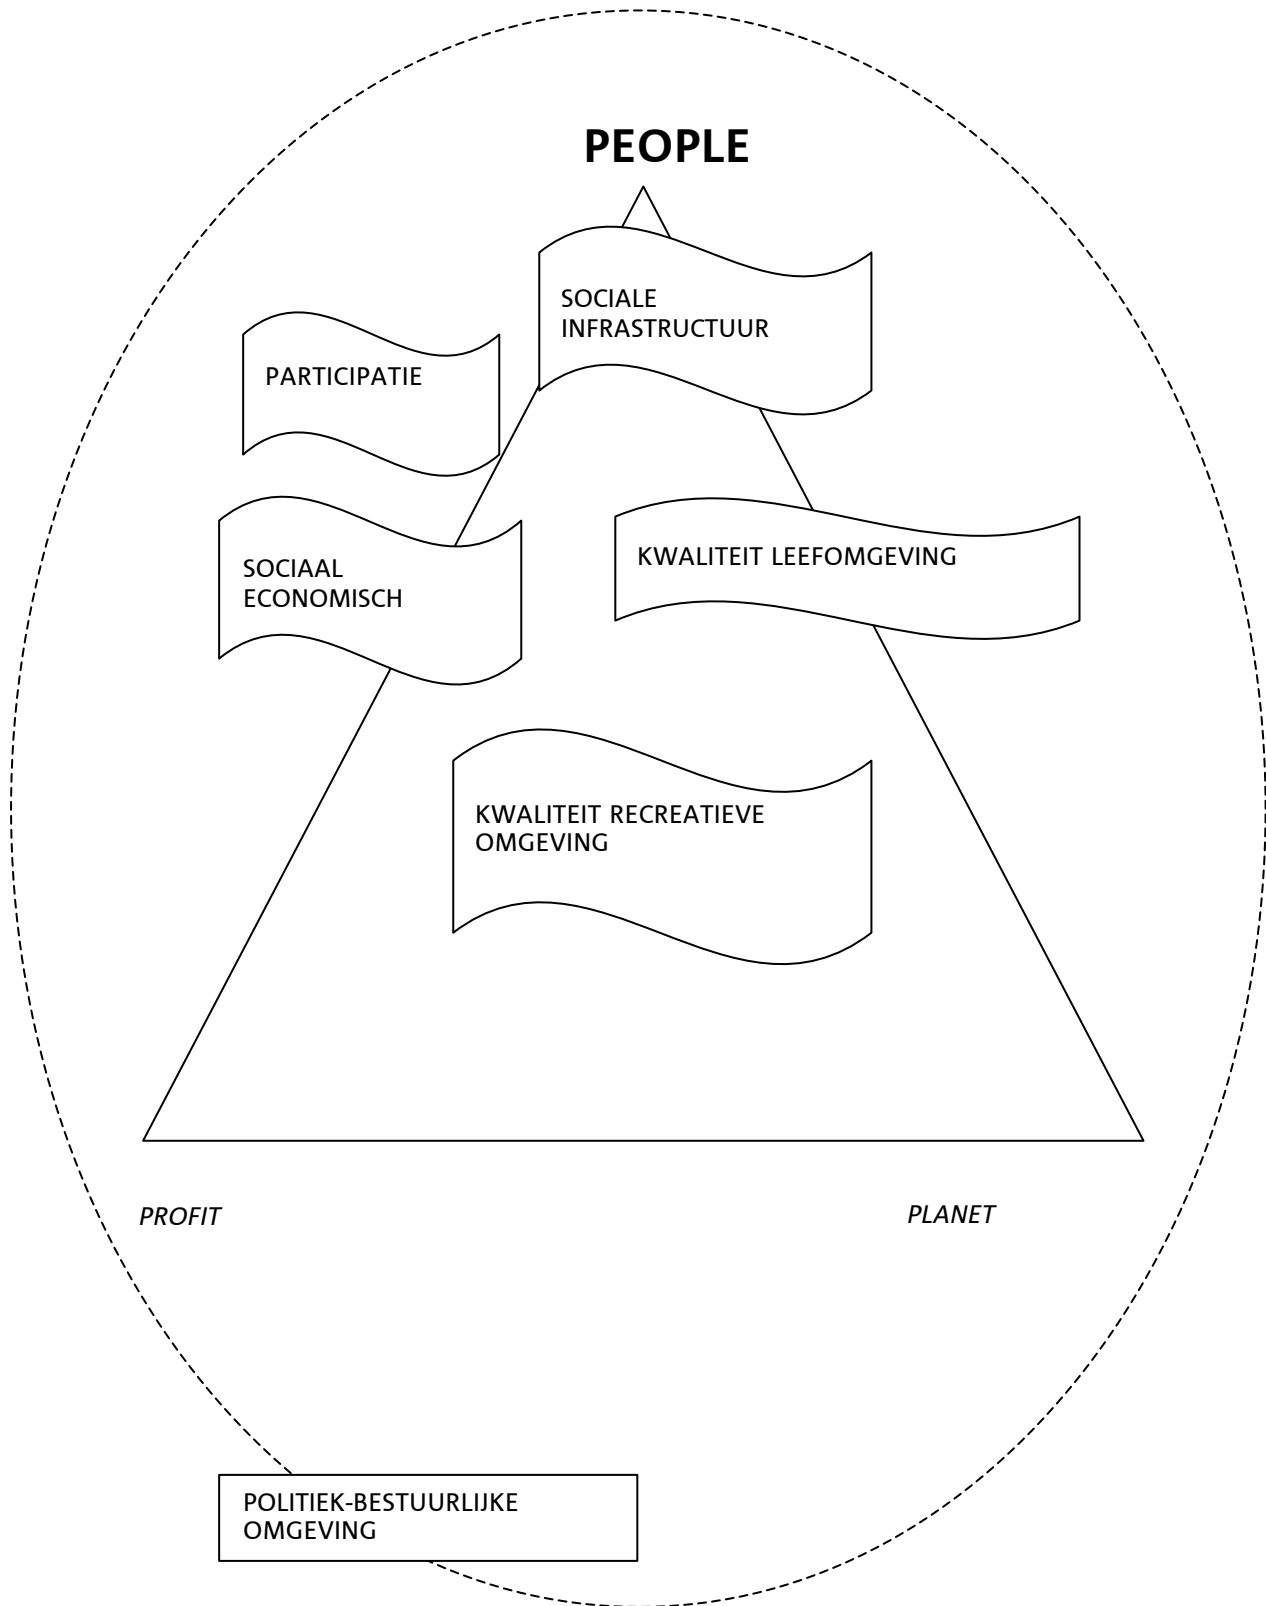 PEOPLE
SOCIALE
INFRASTRUCTUUR
PARTICIPATIE
SOCIAAL
ECONOMISCH
KWALITEIT LEEFOMGEVING
KWALITEIT RECREATIEVE
OMGEVING
PROFIT
PLANET
POLITIEK-BESTUURLIJKE
OMGEVING